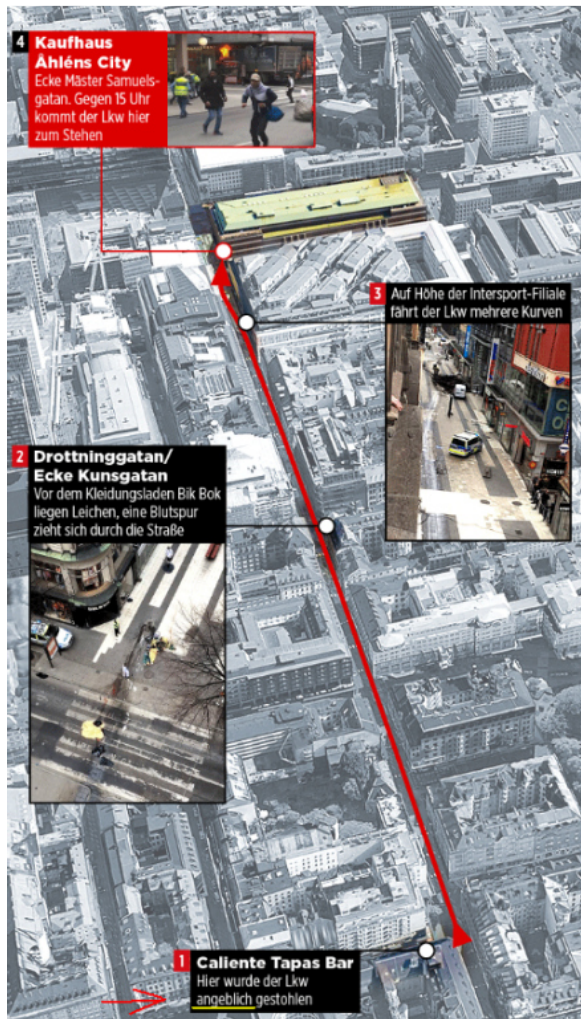 4 Kaufhaus
Åhléns City
Ecke Mäster Samuels-
gatan. Gegen 15 Uhr
kommt der Lkw hier
zum Stehen
3 Auf Höhe der Intersport-Filiale
fährt der Lkw mehrere Kurven
2 Drottninggatan/
Ecke Kunsgatan
Vor dem Kleidungsladen Bik Bok
liegen Leichen, eine Blutspur
zieht sich durch die Straße
1 Caliente Tapas Bar
Hier wurde der Lkw
angeblich gestohlen